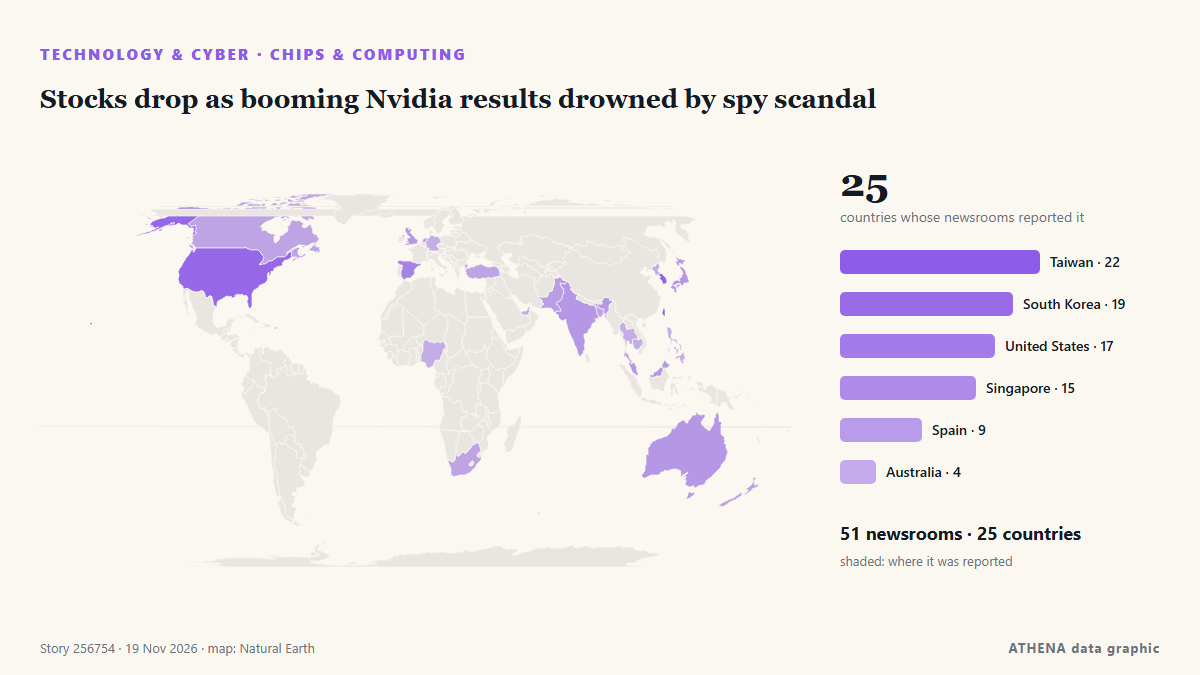 TECHNOLOGY & CYBER · CHIPS & COMPUTING
Stocks drop as booming Nvidia results drowned by spy scandal
25
countries whose newsrooms reported it
Taiwan · 22
South Korea · 19
United States · 17
Singapore · 15
Spain · 9
Australia · 4
51 newsrooms · 25 countries
shaded: where it was reported
Story 256754 · 19 Nov 2026 · map: Natural Earth
ATHENA data graphic